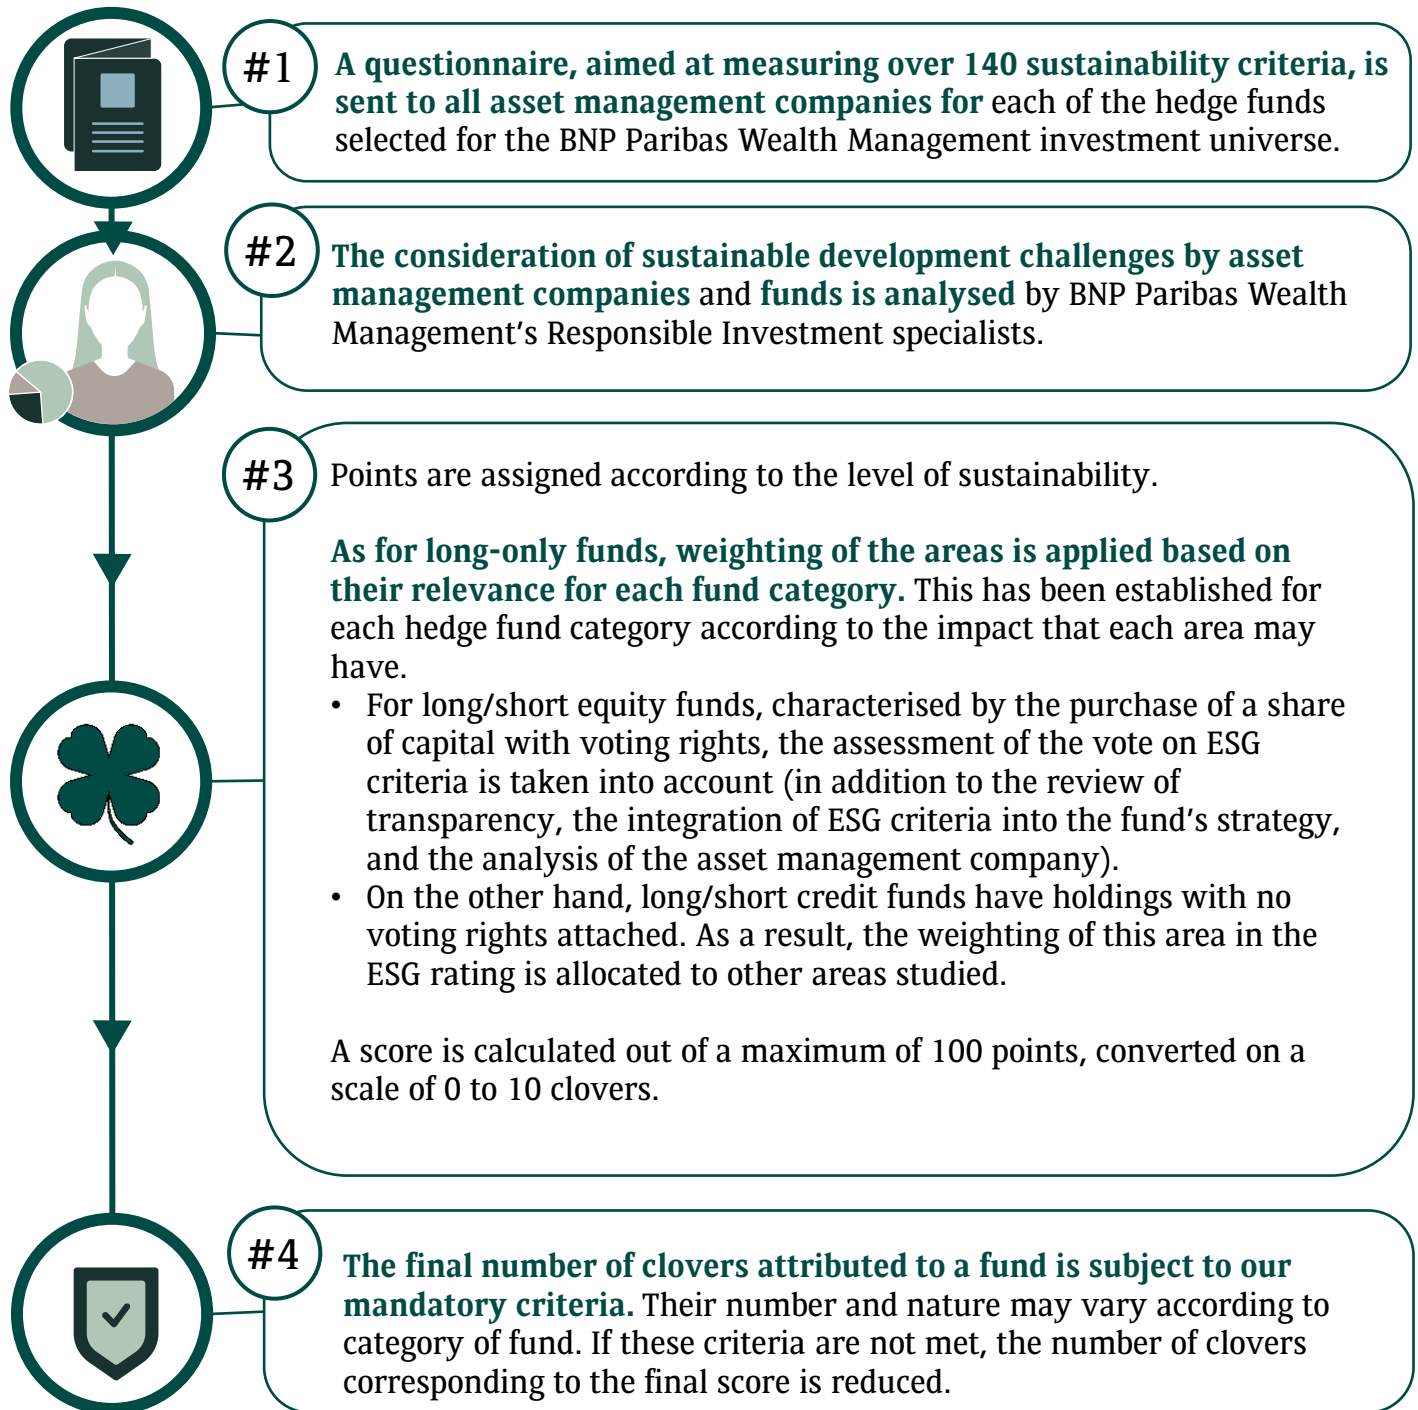 #1
A questionnaire, aimed at measuring over 140 sustainability criteria, is
sent to all asset management companies for each of the hedge funds
selected for the BNP Paribas Wealth Management investment universe.
#2
The consideration of sustainable development challenges by asset
management companies and funds is analysed by BNP Paribas Wealth
Management’s Responsible Investment specialists.
#3
Points are assigned according to the level of sustainability.
As for long-only funds, weighting of the areas is applied based on
their relevance for each fund category. This has been established for
each hedge fund category according to the impact that each area may
have.
• For long/short equity funds, characterised by the purchase of a share
of capital with voting rights, the assessment of the vote on ESG
criteria is taken into account (in addition to the review of
transparency, the integration of ESG criteria into the fund’s strategy,
and the analysis of the asset management company).
• On the other hand, long/short credit funds have holdings with no
voting rights attached. As a result, the weighting of this area in the
ESG rating is allocated to other areas studied.
A score is calculated out of a maximum of 100 points, converted on a
scale of 0 to 10 clovers.
#4
The final number of clovers attributed to a fund is subject to our
mandatory criteria. Their number and nature may vary according to
category of fund. If these criteria are not met, the number of clovers
corresponding to the final score is reduced.